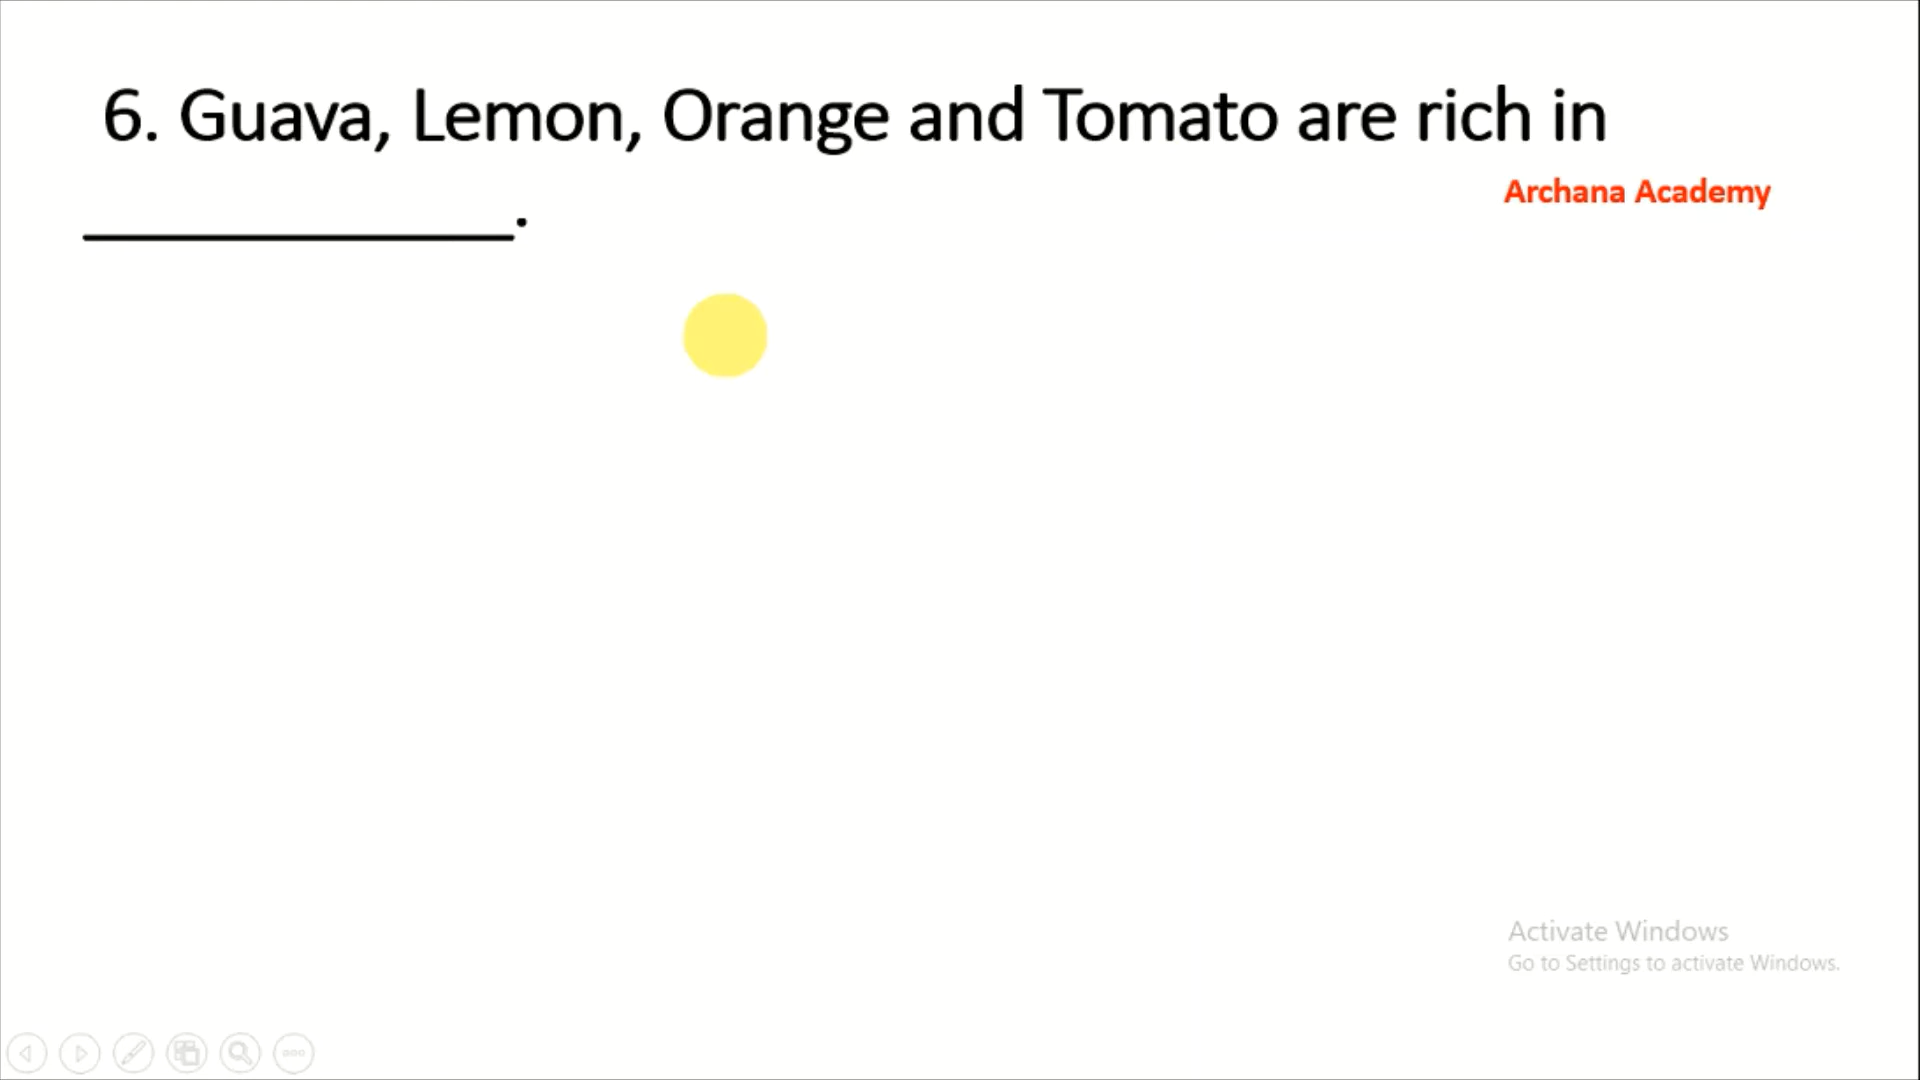 6. Guava, Lemon, Orange and Tomato are rich in
Archana Academy
________________.
Activate Windows
Go to Settings to activate Windows.